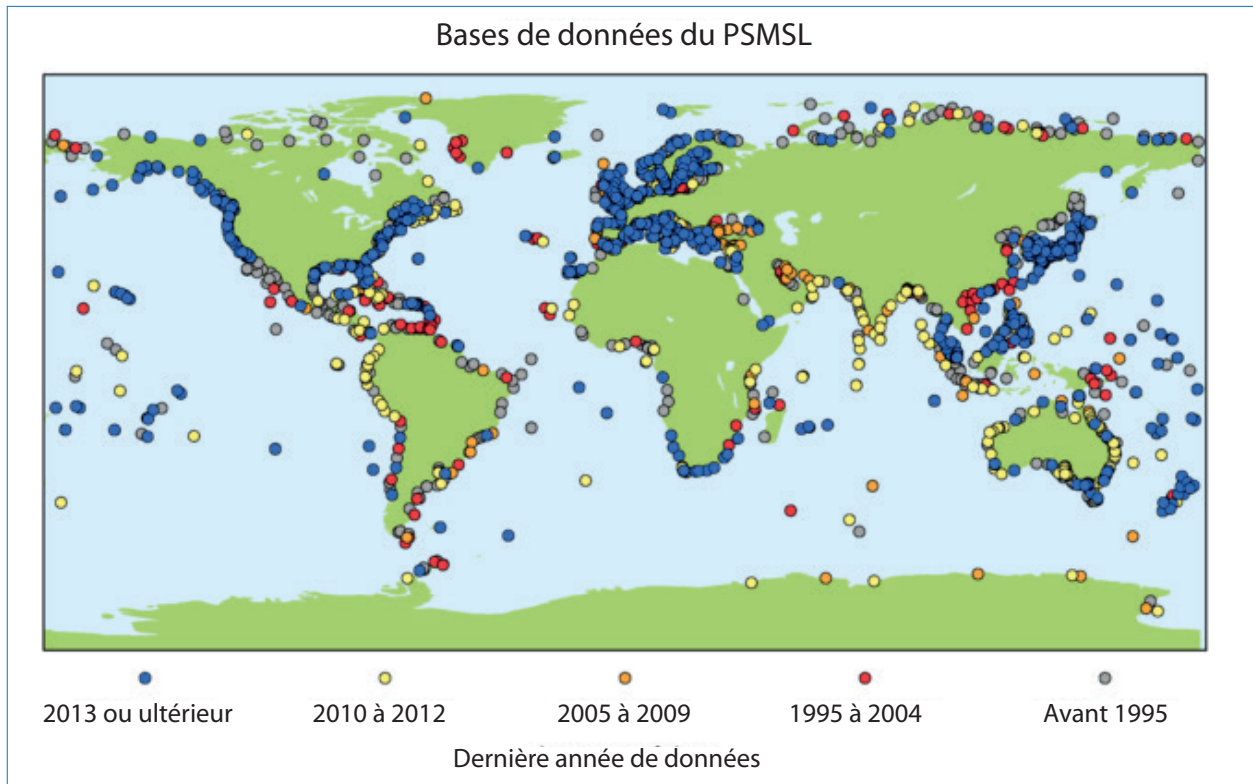 Bases de données du PSMSL
2013 ou ultérieur
2010 à 2012
2005 à 2009
1995 à 2004
Avant 1995
Dernière année de données